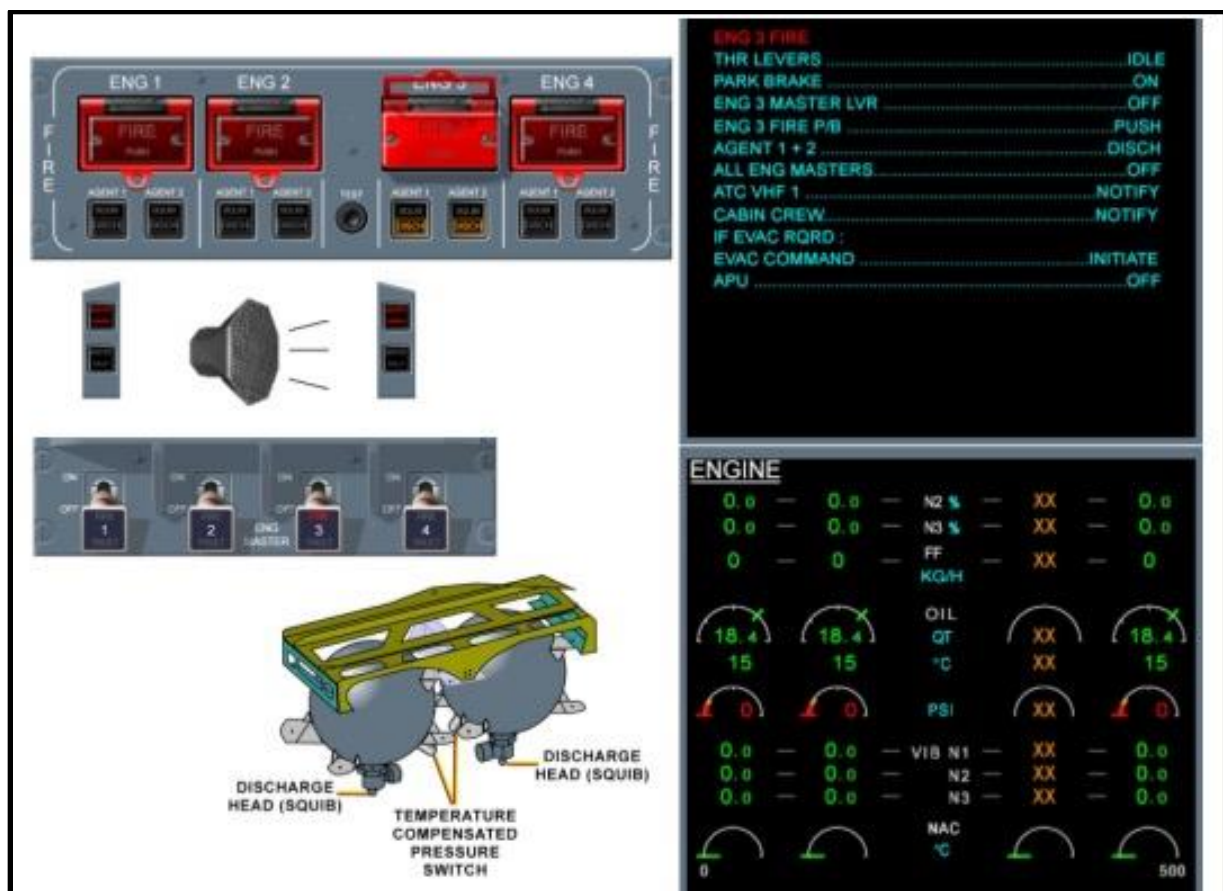 ENG 1
ENG 2
ENG 4
FIRE
FIRE
FIRE
PUSH
FIRE
PUSH
FIRE
PUSH
AGENT 1 AGENT 2
AGENT 1 AGENT 2
TEST
AGENT 1 AGENT 2
AGENT 1 AGENT 2
SQUIB
DISCH
SQUIB
DISCH
ENG 3 FIRE
THR LEVERS ..... IDLE
PARK BRAKE ..... ON
ENG 3 MASTER LVR ..... OFF
ENG 3 FIRE P/B ..... PUSH
AGENT 1 + 2 ..... DISCH
ALL ENG MASTERS ..... OFF
ATC VHF 1 ..... NOTIFY
CABIN CREW ..... NOTIFY
IF EVAC RQRD :
EVAC COMMAND ..... INITIATE
APU ..... OFF
ON
OFF
ON
OFF
ON
OFF
1
2
ENG
MASTER
3
4
DISCHARGE
HEAD (SQUIB)
TEMPERATURE
COMPENSATED
PRESSURE
SWITCH
DISCHARGE
HEAD (SQUIB)
ENGINE
0.0 — 0.0 — N2 % — XX — 0.0
0.0 — 0.0 — N3 % — XX — 0.0
0 — 0 — FF — XX — 0
KG/H
OIL
18.4 18.4 QT XX 18.4
15 15 °C XX 15
0 0 PSI XX 0
0.0 — 0.0 — VIB N1 — XX — 0.0
0.0 — 0.0 — N2 — XX — 0.0
0.0 — 0.0 — N3 — XX — 0.0
NAC
°C
0 500